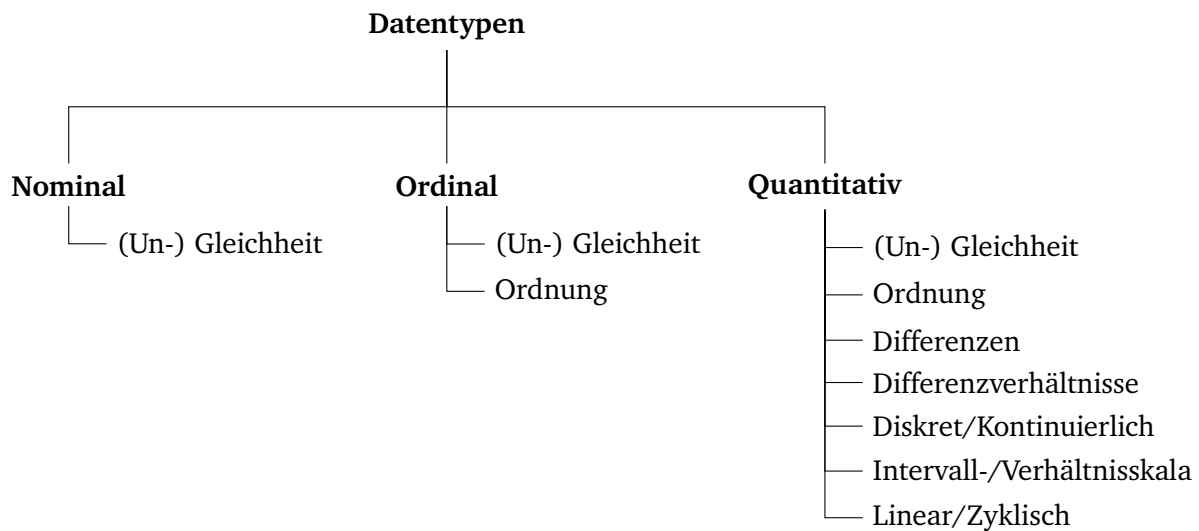 Datentypen
Nominal
(Un-) Gleichheit
Ordinal
(Un-) Gleichheit
Ordnung
Quantitativ
(Un-) Gleichheit
Ordnung
Differenzen
Differenzverhältnisse
Diskret/Kontinuierlich
Intervall-/Verhältnisskala
Linear/Zyklisch